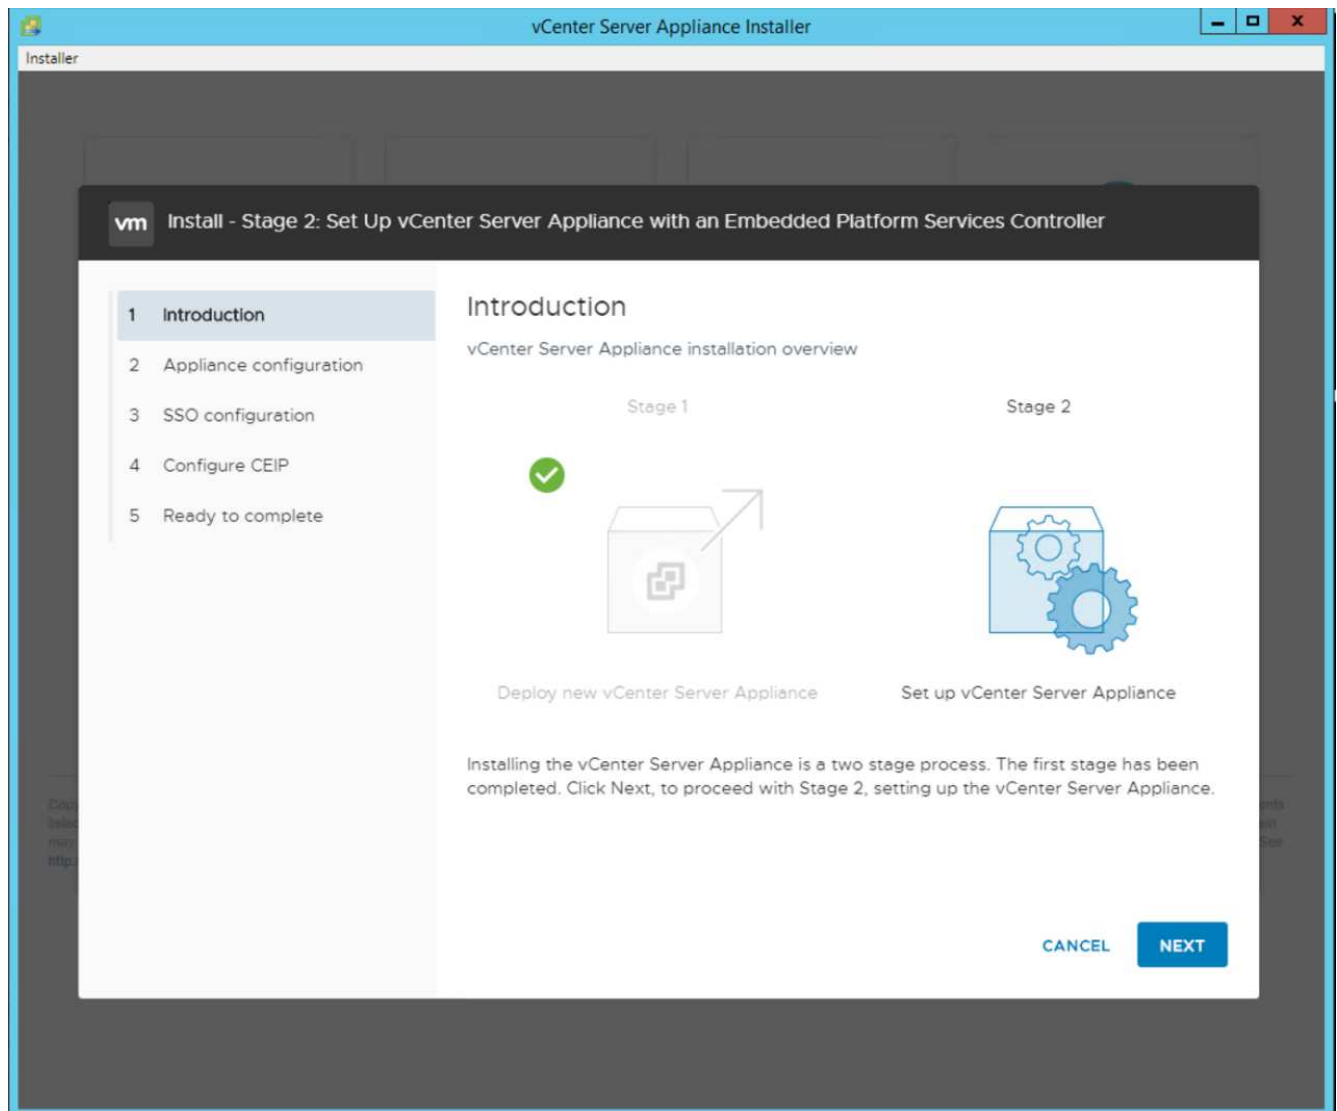 vCenter Server Appliance Installer
Installer
vm Install - Stage 2: Set Up vCenter Server Appliance with an Embedded Platform Services Controller
1 Introduction
2 Appliance configuration
3 SSO configuration
4 Configure CEIP
5 Ready to complete
Introduction
vCenter Server Appliance installation overview
Stage 1
Stage 2
Deploy new vCenter Server Appliance
Set up vCenter Server Appliance
Installing the vCenter Server Appliance is a two stage process. The first stage has been
completed. Click Next, to proceed with Stage 2, setting up the vCenter Server Appliance.
CANCEL
NEXT
may
http:/
See